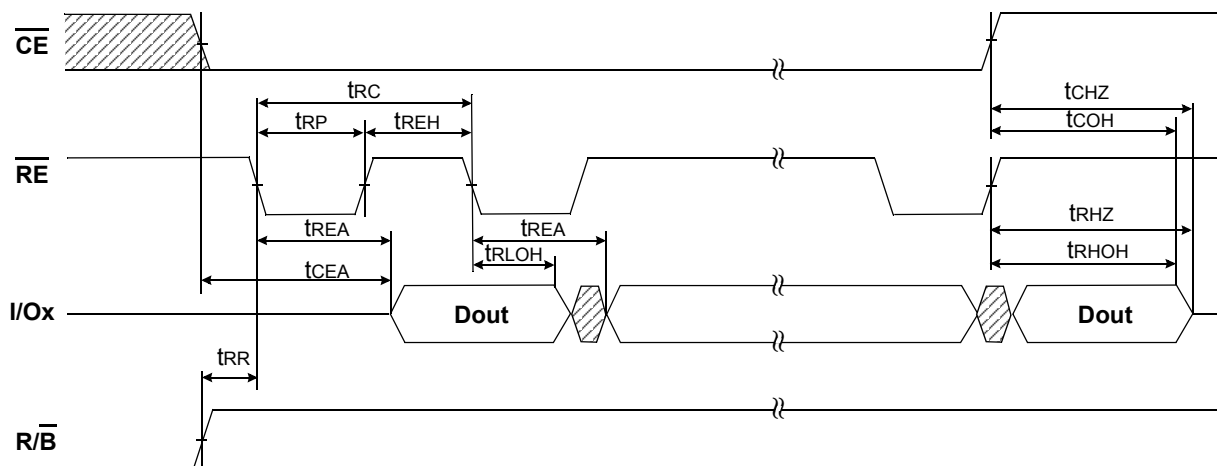 CE
tRC
tCHZ
tRP
tREH
tCOH
RE
tREA
tREA
tRHZ
tCEA
tRLOH
tRHOH
I/Ox
Dout
Dout
tRR
R/B